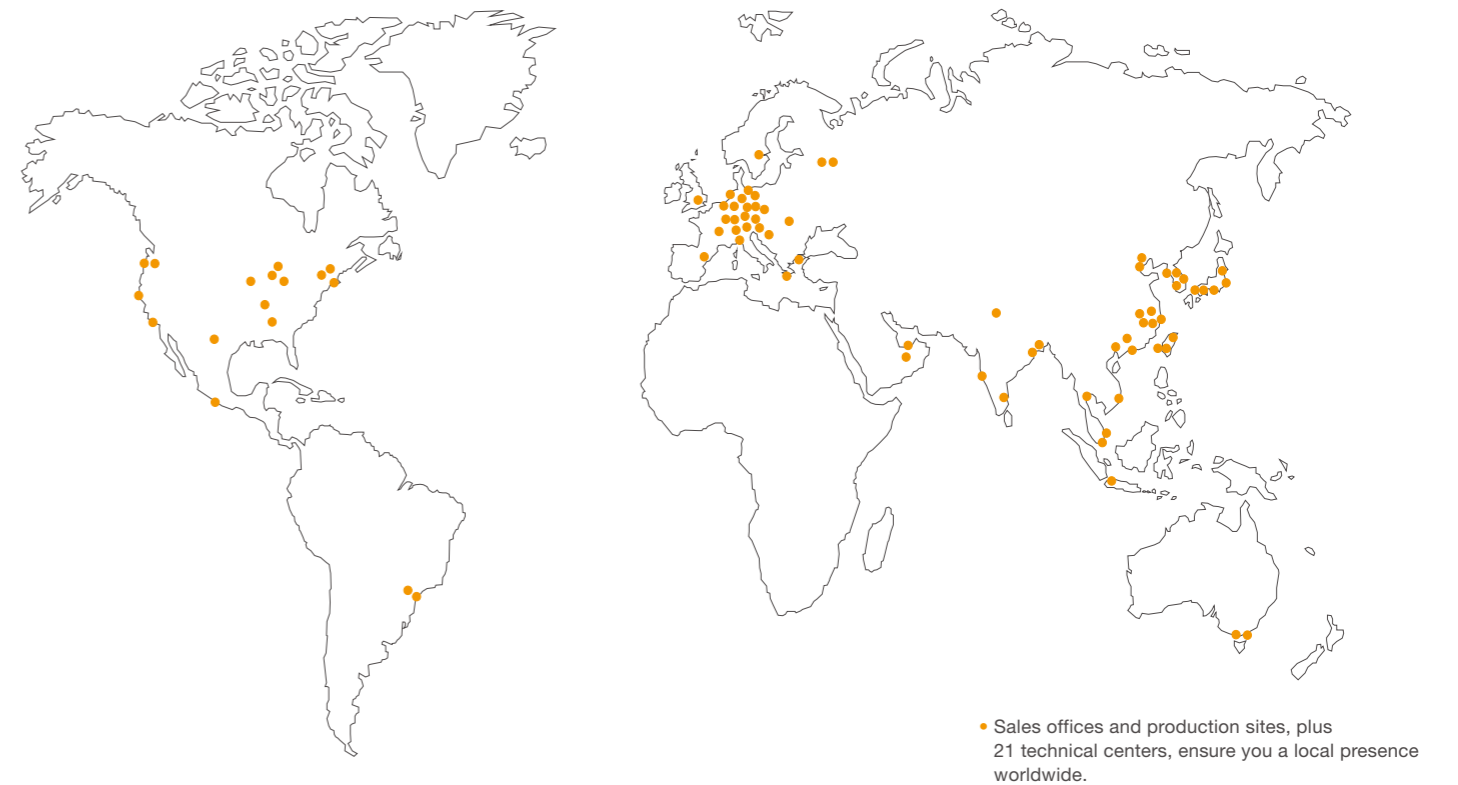 Sales offices and production sites, plus
21 technical centers, ensure you a local presence
worldwide.